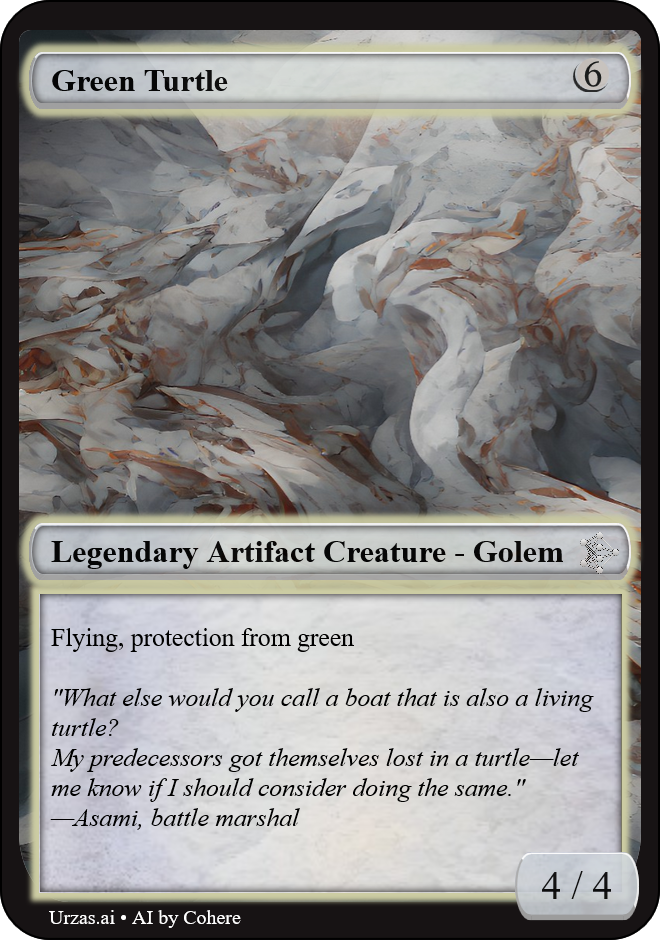 Green Turtle
6
Legendary Artifact Creature - Golem
Flying, protection from green
"What else would you call a boat that is also a living
turtle?
My predecessors got themselves lost in a turtle—let
me know if I should consider doing the same."
—Asami, battle marshal
4 / 4
Urzas.ai • AI by Cohere